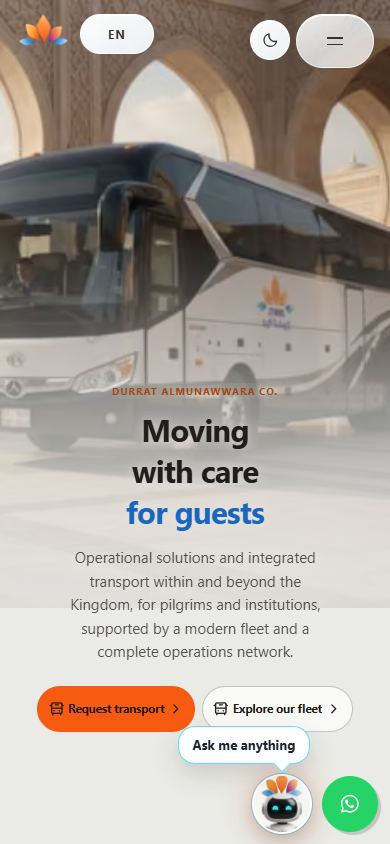 EN
DURRAT ALMUNAWWARA CO.
Moving
with care
for guests
Operational solutions and integrated
transport within and beyond the
Kingdom, for pilgrims and institutions,
supported by a modern fleet and a
complete operations network.
Request transport
Explore our fleet
Ask me anything